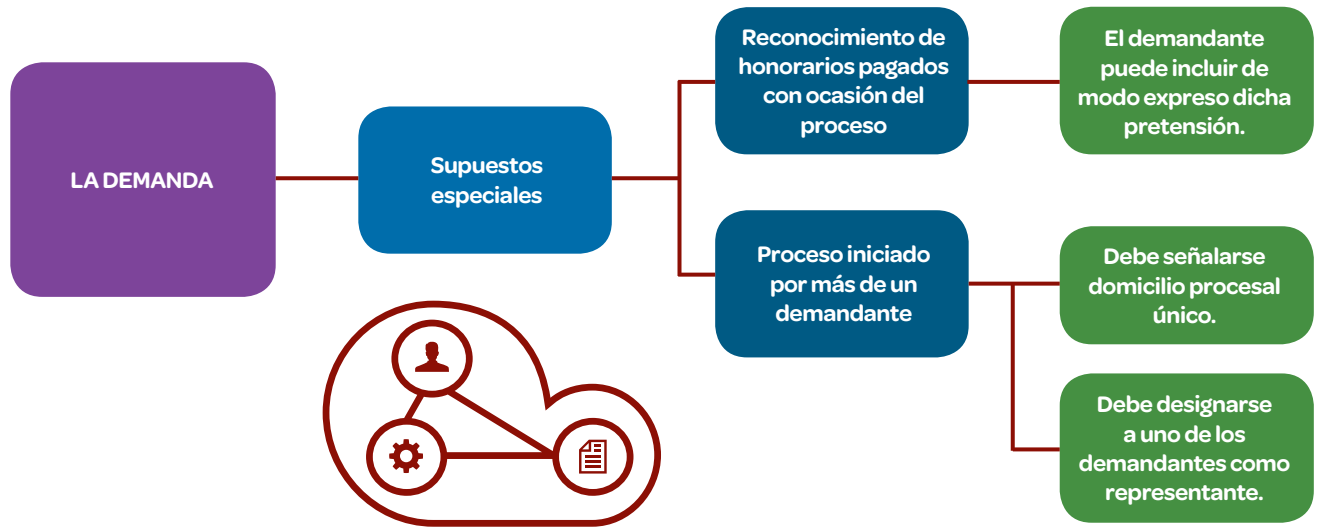 LA DEMANDA
Supuestos
especiales
Reconocimiento de
honorarios pagados
con ocasión del
proceso
El demandante
puede incluir de
modo expreso dicha
pretensión.
Proceso iniciado
por más de un
demandante
Debe señalarse
domicilio procesal
único.
Debe designarse
a uno de los
demandantes como
representante.